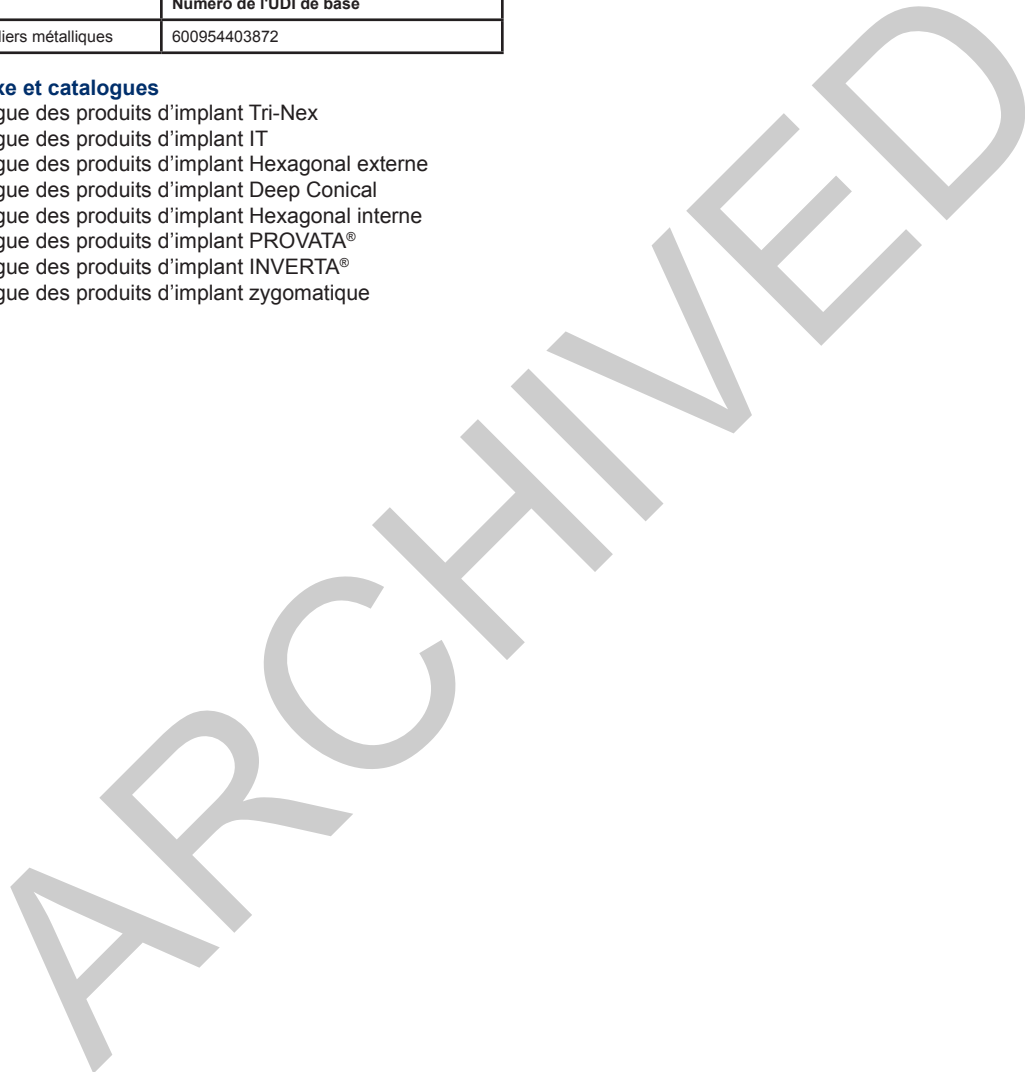 Numéro de l'UDI de base
liers métalliques 600954403872
xe et catalogues
gue des produits d'implant Tri-Nex
gue des produits d'implant IT
gue des produits d'implant Hexagonal externe
gue des produits d'implant Deep Conical
gue des produits d'implant Hexagonal interne
gue des produits d'implant PROVATA®
gue des produits d'implant INVERTA®
gue des produits d'implant zygomatique
ARCHIVED